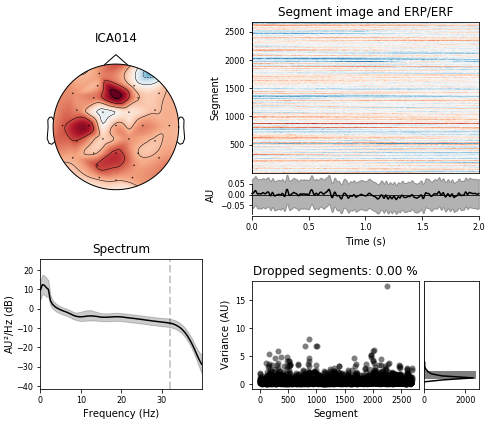 ICA014
Segment image and ERP/ERF
Segment
2500
2000
1500
1000
500
AU
0.05
0.00
−0.05
0.0 0.5 1.0 1.5 2.0
Time (s)
Spectrum
AU²/Hz (dB)
20
10
0
−10
−20
−30
−40
0 10 20 30
Frequency (Hz)
Dropped segments: 0.00 %
Variance (AU)
15
10
5
0
0 500 1000 1500 2000 2500
Segment
0 2000